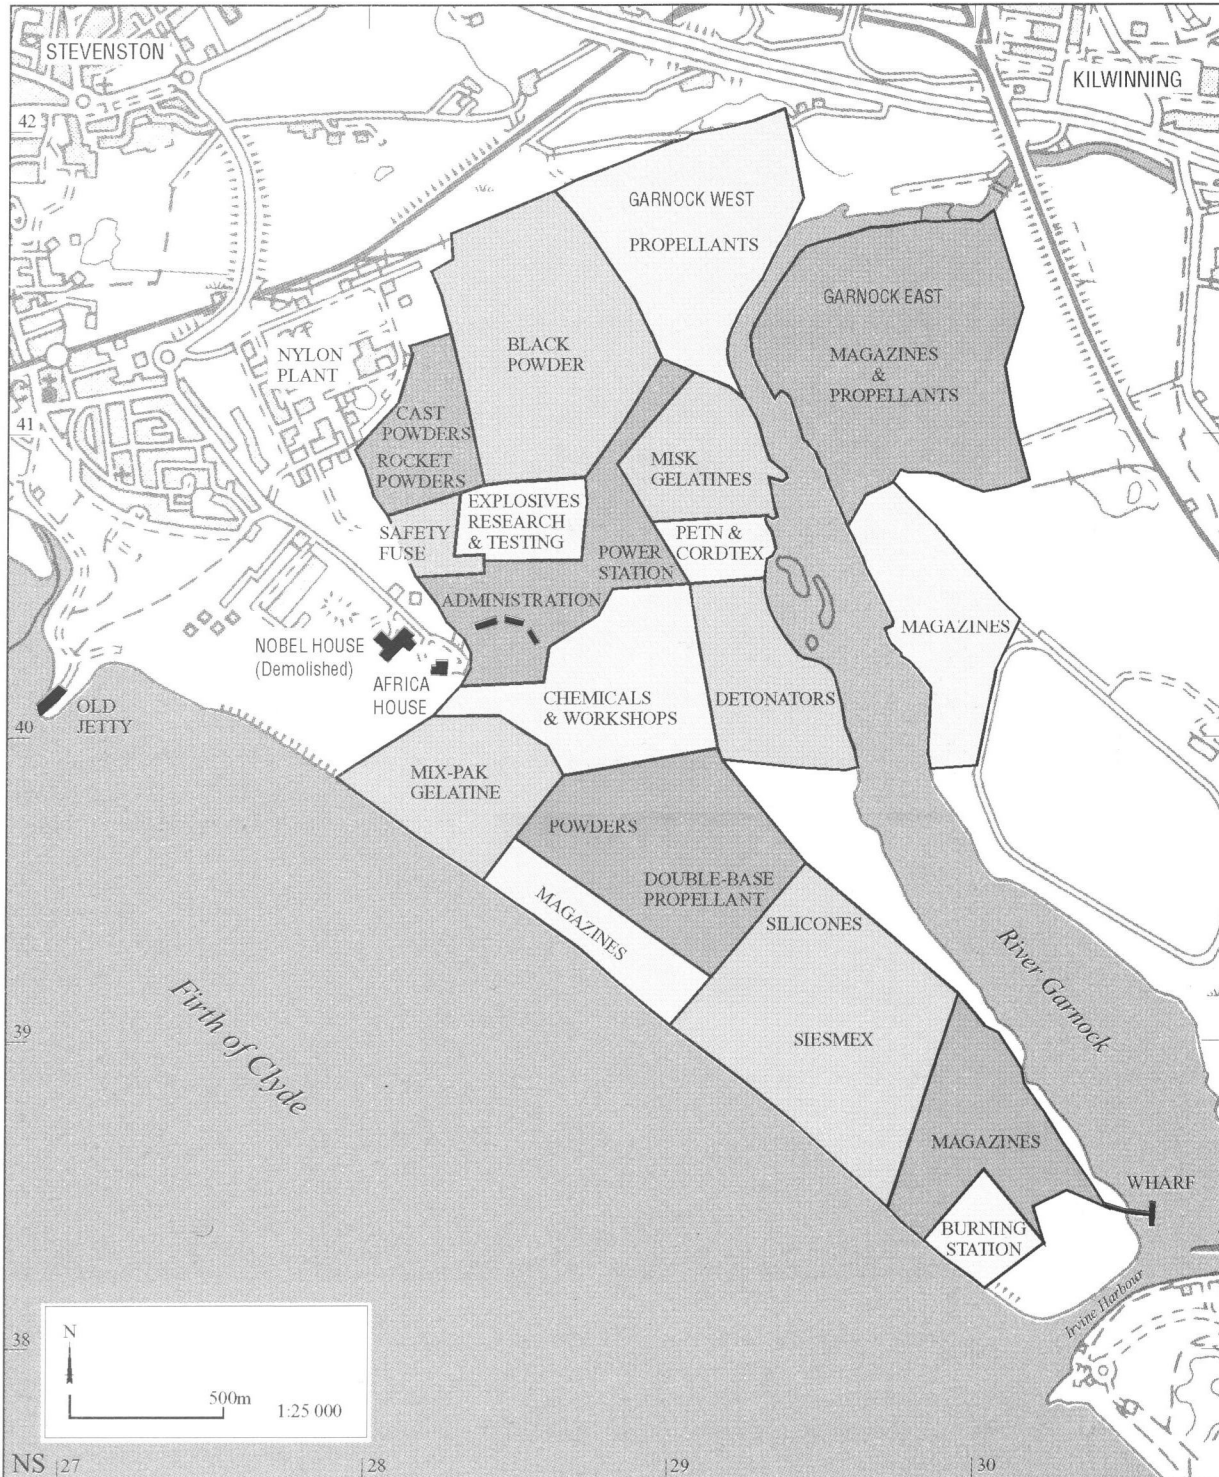 STEVENSTON
KILWINNING
42
GARNOCK WEST
PROPELLANTS
GARNOCK EAST
MAGAZINES
&
PROPELLANTS
NYLON
PLANT
BLACK
POWDER
41
CAST
POWDERS
ROCKET
POWDERS
MISK
GELATINES
EXPLOSIVES
RESEARCH
& TESTING
SAFETY
FUSE
PETN &
CORDTEX
POWER
STATION
ADMINISTRATION
MAGAZINES
NOBEL HOUSE
(Demolished)
AFRICA
HOUSE
OLD
JETTY
CHEMICALS
& WORKSHOPS
DETONATORS
40
MIX-PAK
GELATINE
POWDERS
DOUBLE-BASE
PROPELLANT
MAGAZINES
SILICONES
River Garnock
Firth of Clyde
39
SIESMEX
MAGAZINES
WHARF
BURNING
STATION
Irvine Harbour
38
N
500m
1:25 000
NS
27
28
29
30